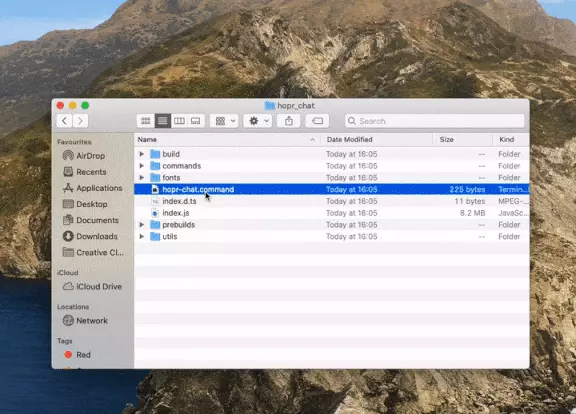 hopr_chat
Search
Favourites
AirDrop
Recents
Applications
Desktop
Documents
Downloads
Creative Cl...
iCloud
iCloud Drive
Locations
Network
Tags
Red
Name Date Modified Size Kind
build Today at 16:05 -- Folder
commands Today at 16:05 -- Folder
fonts Today at 16:05 -- Folder
hopr-chat.command Today at 16:05 225 bytes Termin...
index.d.ts Today at 16:05 11 bytes MPEG-...
index.js Today at 16:05 8.2 MB JavaSc...
prebuilds Today at 16:05 -- Folder
utils Today at 16:05 -- Folder